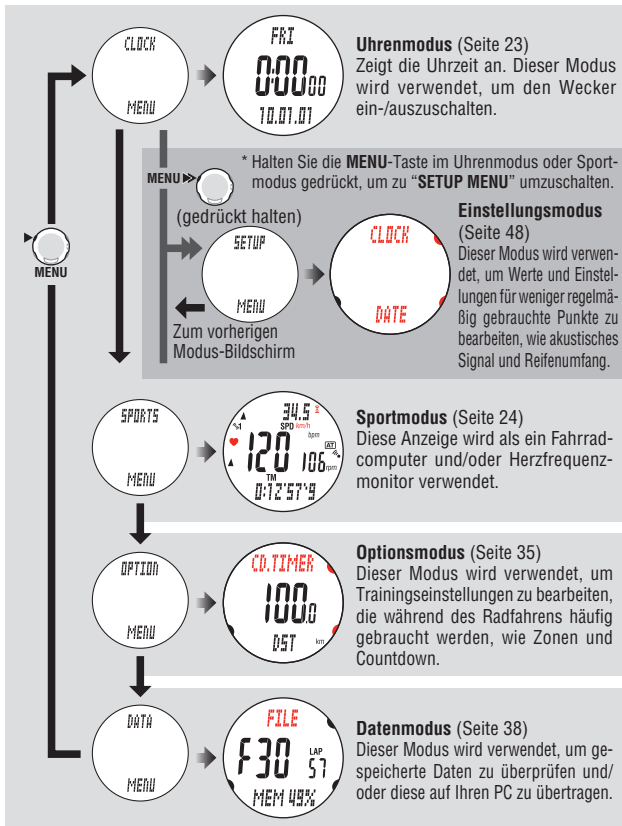 CLOCK
MENU
FRI
0:00 00
10.01.01
Uhrenmodus (Seite 23)
Zeigt die Uhrzeit an. Dieser Modus
wird verwendet, um den Wecker
ein-/auszuschalten.
MENU
* Halten Sie die MENU-Taste im Uhrenmodus oder Sport-
modus gedrückt, um zu “SETUP MENU” umzuschalten.
(gedrückt halten)
SETUP
MENU
Zum vorherigen
Modus-Bildschirm
CLOCK
DATE
Einstellungsmodus
(Seite 48)
Dieser Modus wird verwen-
det, um Werte und Einstel-
lungen für weniger regelmä-
ßig gebrauchte Punkte zu
bearbeiten, wie akustisches
Signal und Reifenumfang.
MENU
SPORTS
MENU
34.5
SPD km/h
bpm
AT
120 106 rpm
TM
0:12'57"9
Sportmodus (Seite 24)
Diese Anzeige wird als ein Fahrrad-
computer und/oder Herzfrequenz-
monitor verwendet.
OPTION
MENU
CD.TIMER
100.0
DST km
Optionsmodus (Seite 35)
Dieser Modus wird verwendet, um
Trainingseinstellungen zu bearbeiten,
die während des Radfahrens häufig
gebraucht werden, wie Zonen und
Countdown.
DATA
MENU
FILE
F30 LAP 57
MEM 49%
Datenmodus (Seite 38)
Dieser Modus wird verwendet, um ge-
speicherte Daten zu überprüfen und/
oder diese auf Ihren PC zu übertragen.